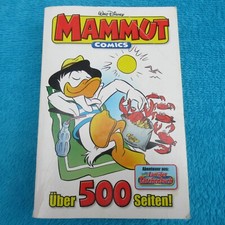 Walt Disney
MAMMUT
COMICS
Über 500 Seiten!